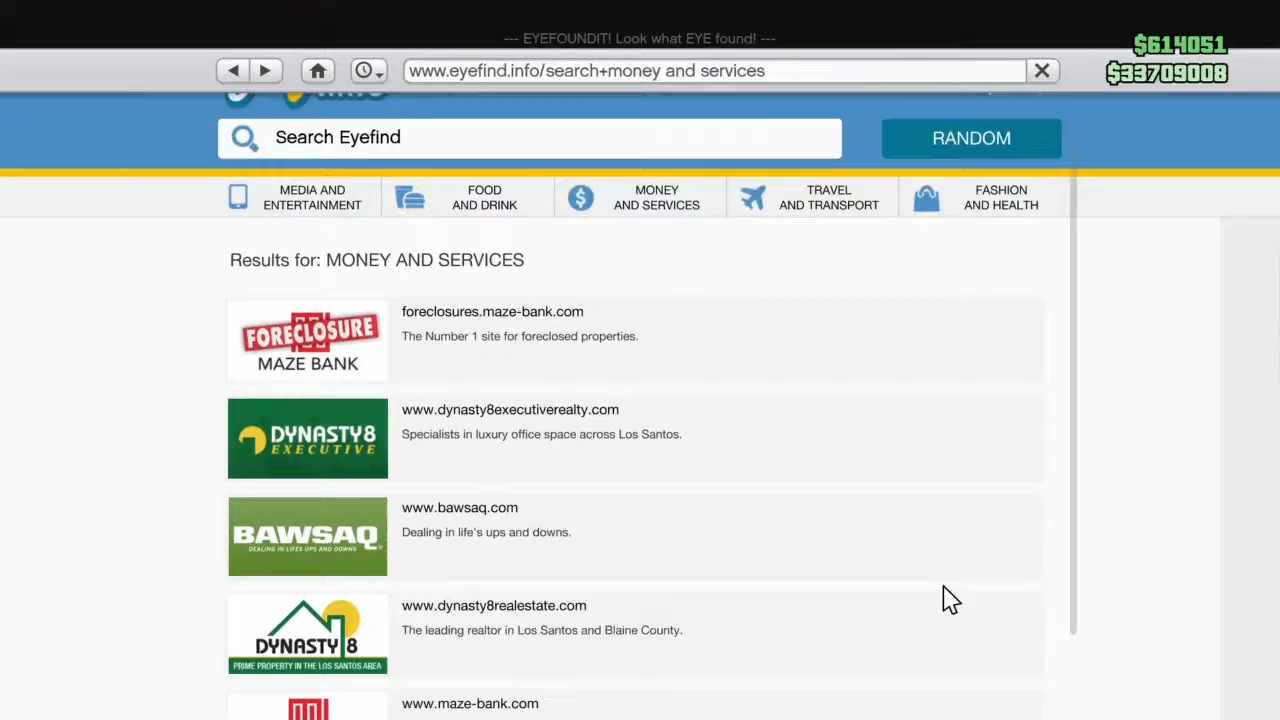 --- EYEFOUNDIT! Look what EYE found! ---
$614051
www.eyefind.info/search+money and services
$33709008
Search Eyefind
RANDOM
MEDIA AND
ENTERTAINMENT
FOOD
AND DRINK
MONEY
AND SERVICES
TRAVEL
AND TRANSPORT
FASHION
AND HEALTH
Results for: MONEY AND SERVICES
FORECLOSURE
MAZE BANK
foreclosures.maze-bank.com
The Number 1 site for foreclosed properties.
DYNASTY8
EXECUTIVE
www.dynasty8executiverealty.com
Specialists in luxury office space across Los Santos.
BAWSAQ
DEALING IN LIFE'S UPS AND DOWNS
www.bawsaq.com
Dealing in life's ups and downs.
DYNASTY 8
PRIME PROPERTY IN THE LOS SANTOS AREA
www.dynasty8realestate.com
The leading realtor in Los Santos and Blaine County.
www.maze-bank.com